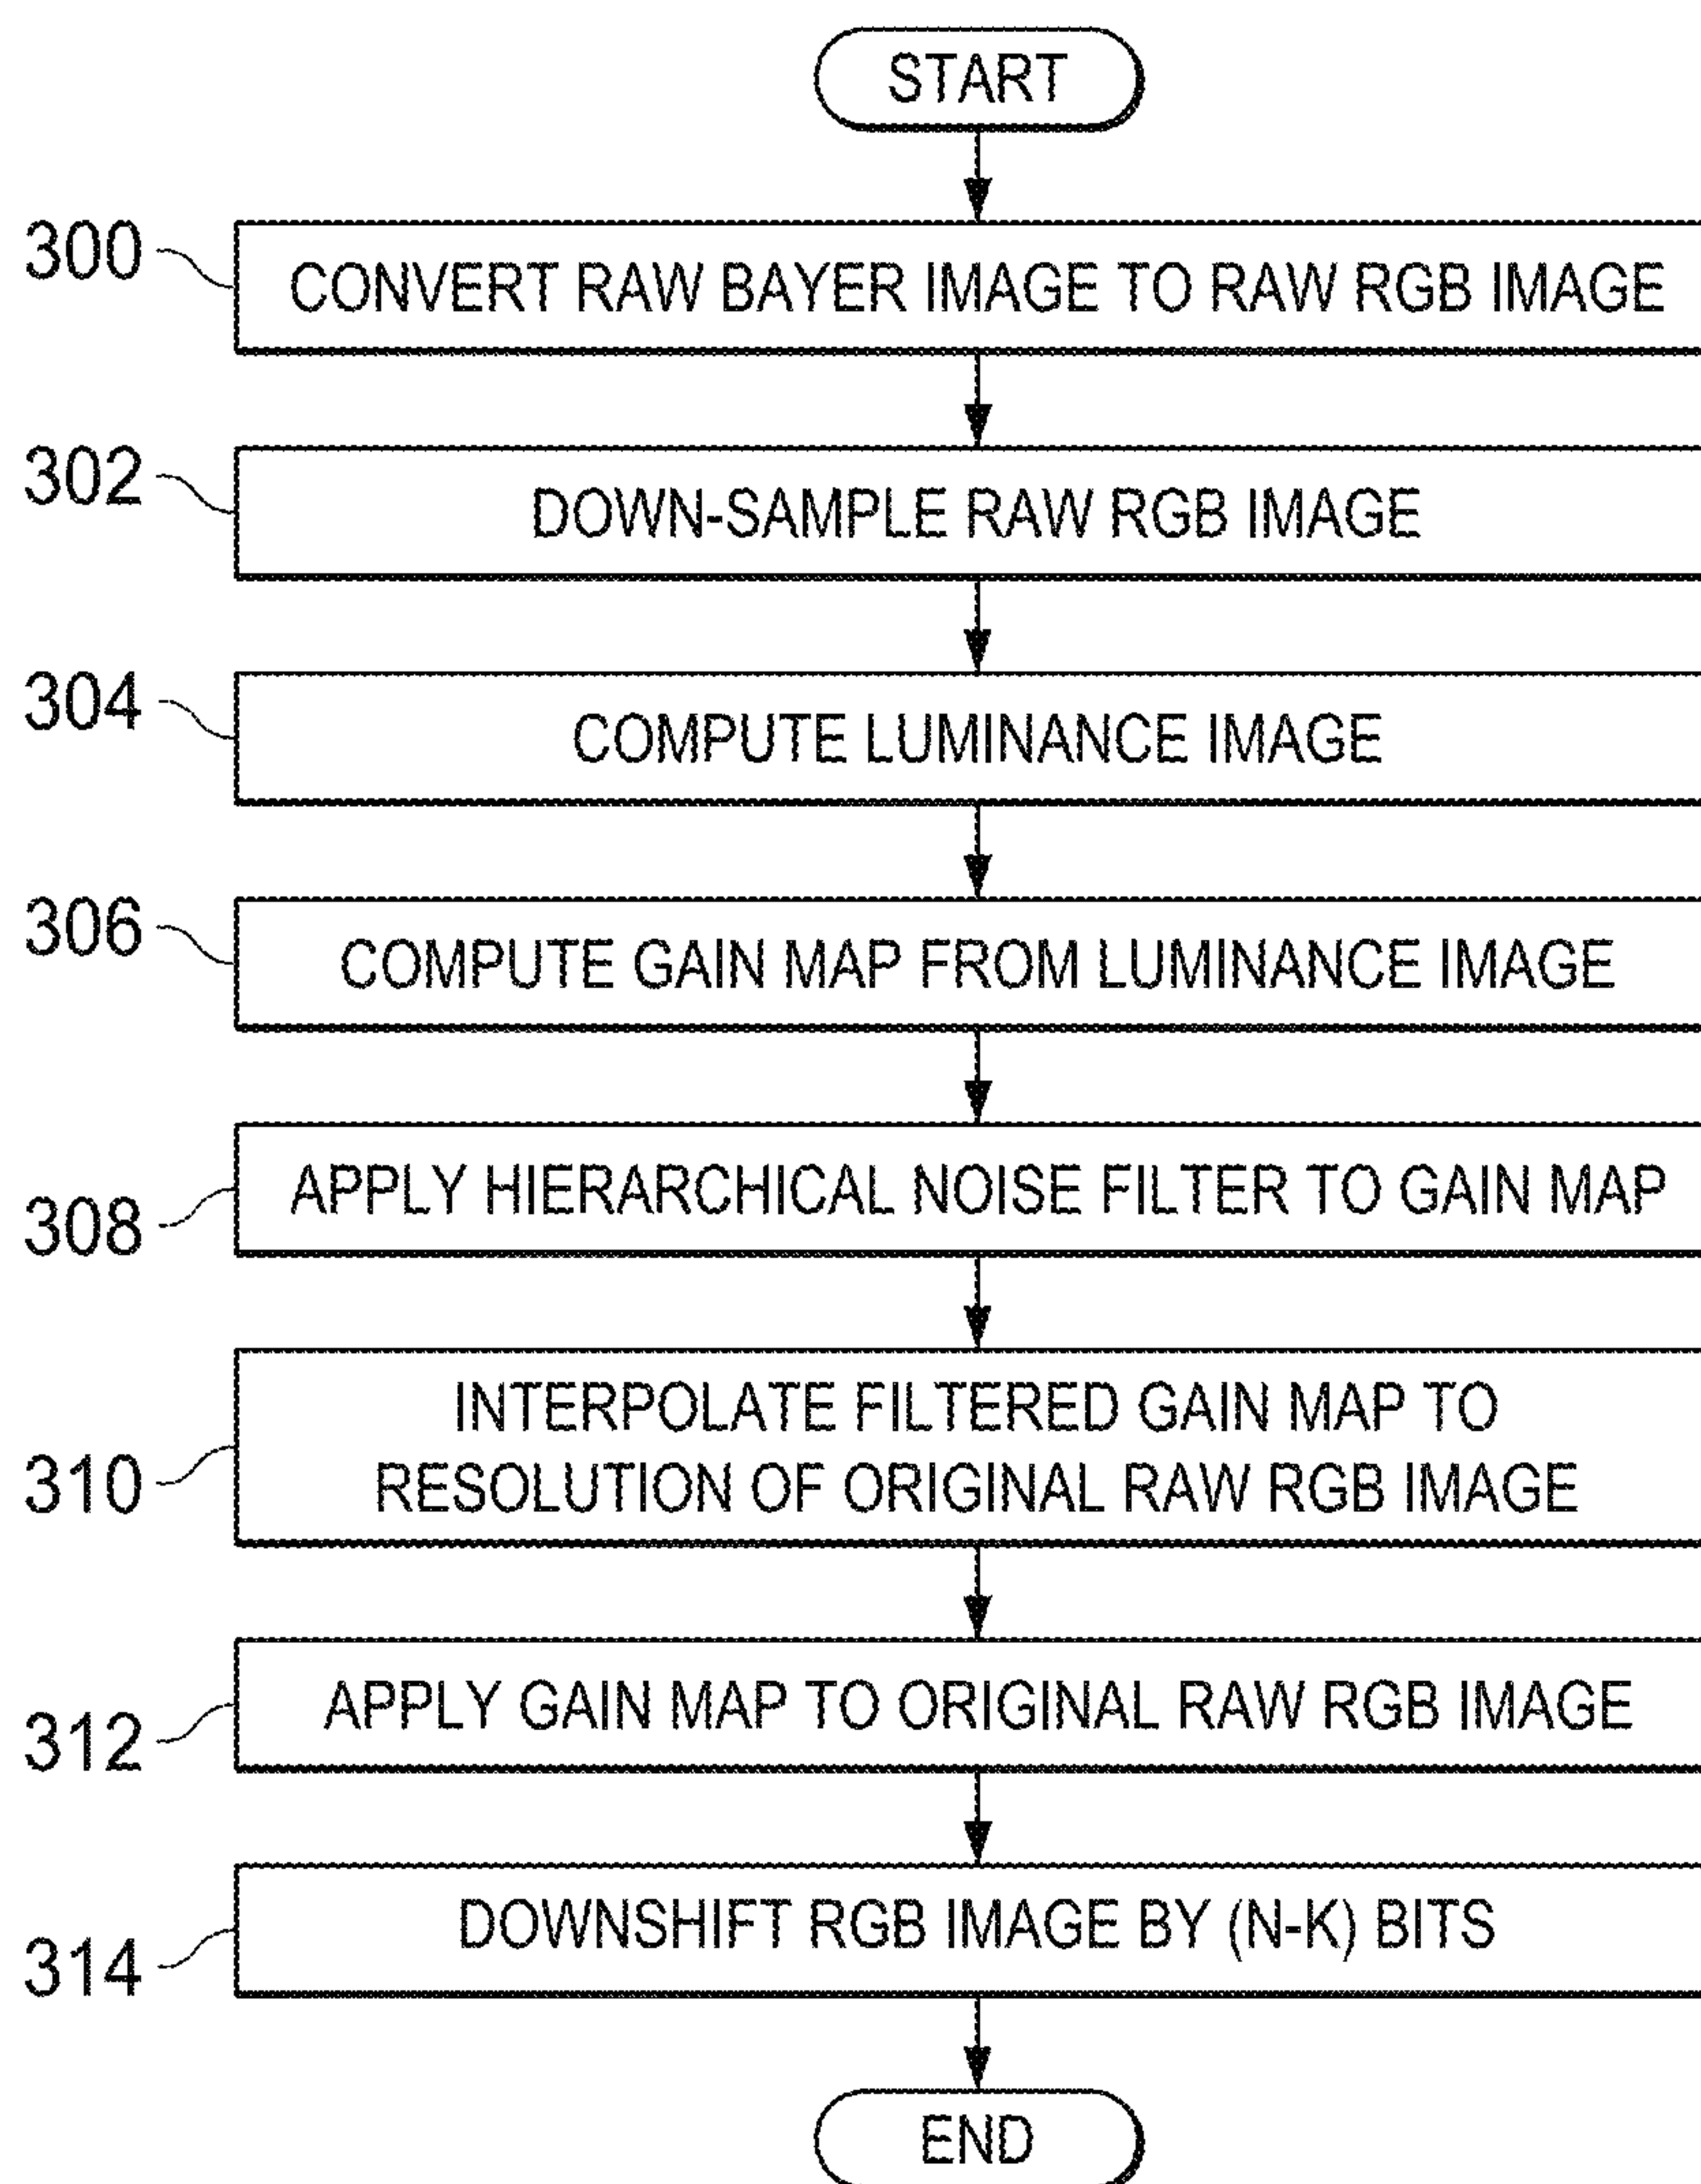 START
300
CONVERT RAW BAYER IMAGE TO RAW RGB IMAGE
302
DOWN-SAMPLE RAW RGB IMAGE
304
COMPUTE LUMINANCE IMAGE
306
COMPUTE GAIN MAP FROM LUMINANCE IMAGE
308
APPLY HIERARCHICAL NOISE FILTER TO GAIN MAP
310
INTERPOLATE FILTERED GAIN MAP TO
RESOLUTION OF ORIGINAL RAW RGB IMAGE
312
APPLY GAIN MAP TO ORIGINAL RAW RGB IMAGE
314
DOWNSHIFT RGB IMAGE BY (N-K) BITS
END